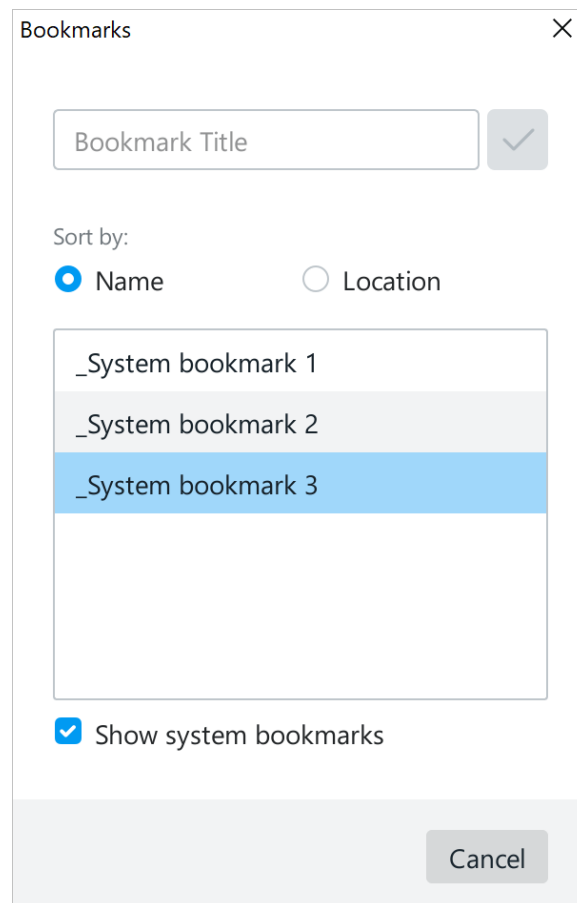 Bookmarks
Bookmark Title
Sort by:
Name Location
_System bookmark 1
_System bookmark 2
_System bookmark 3
Show system bookmarks
Cancel